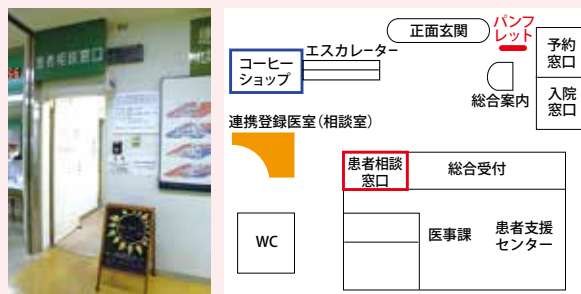 患者相談窓口
正面玄関
パンフ
レット
予約
窓口
エスカレーター
コーヒー
ショップ
総合案内
入院
窓口
連携登録医室(相談室)
患者相談
窓口
総合受付
WC
医事課
患者支援
センター